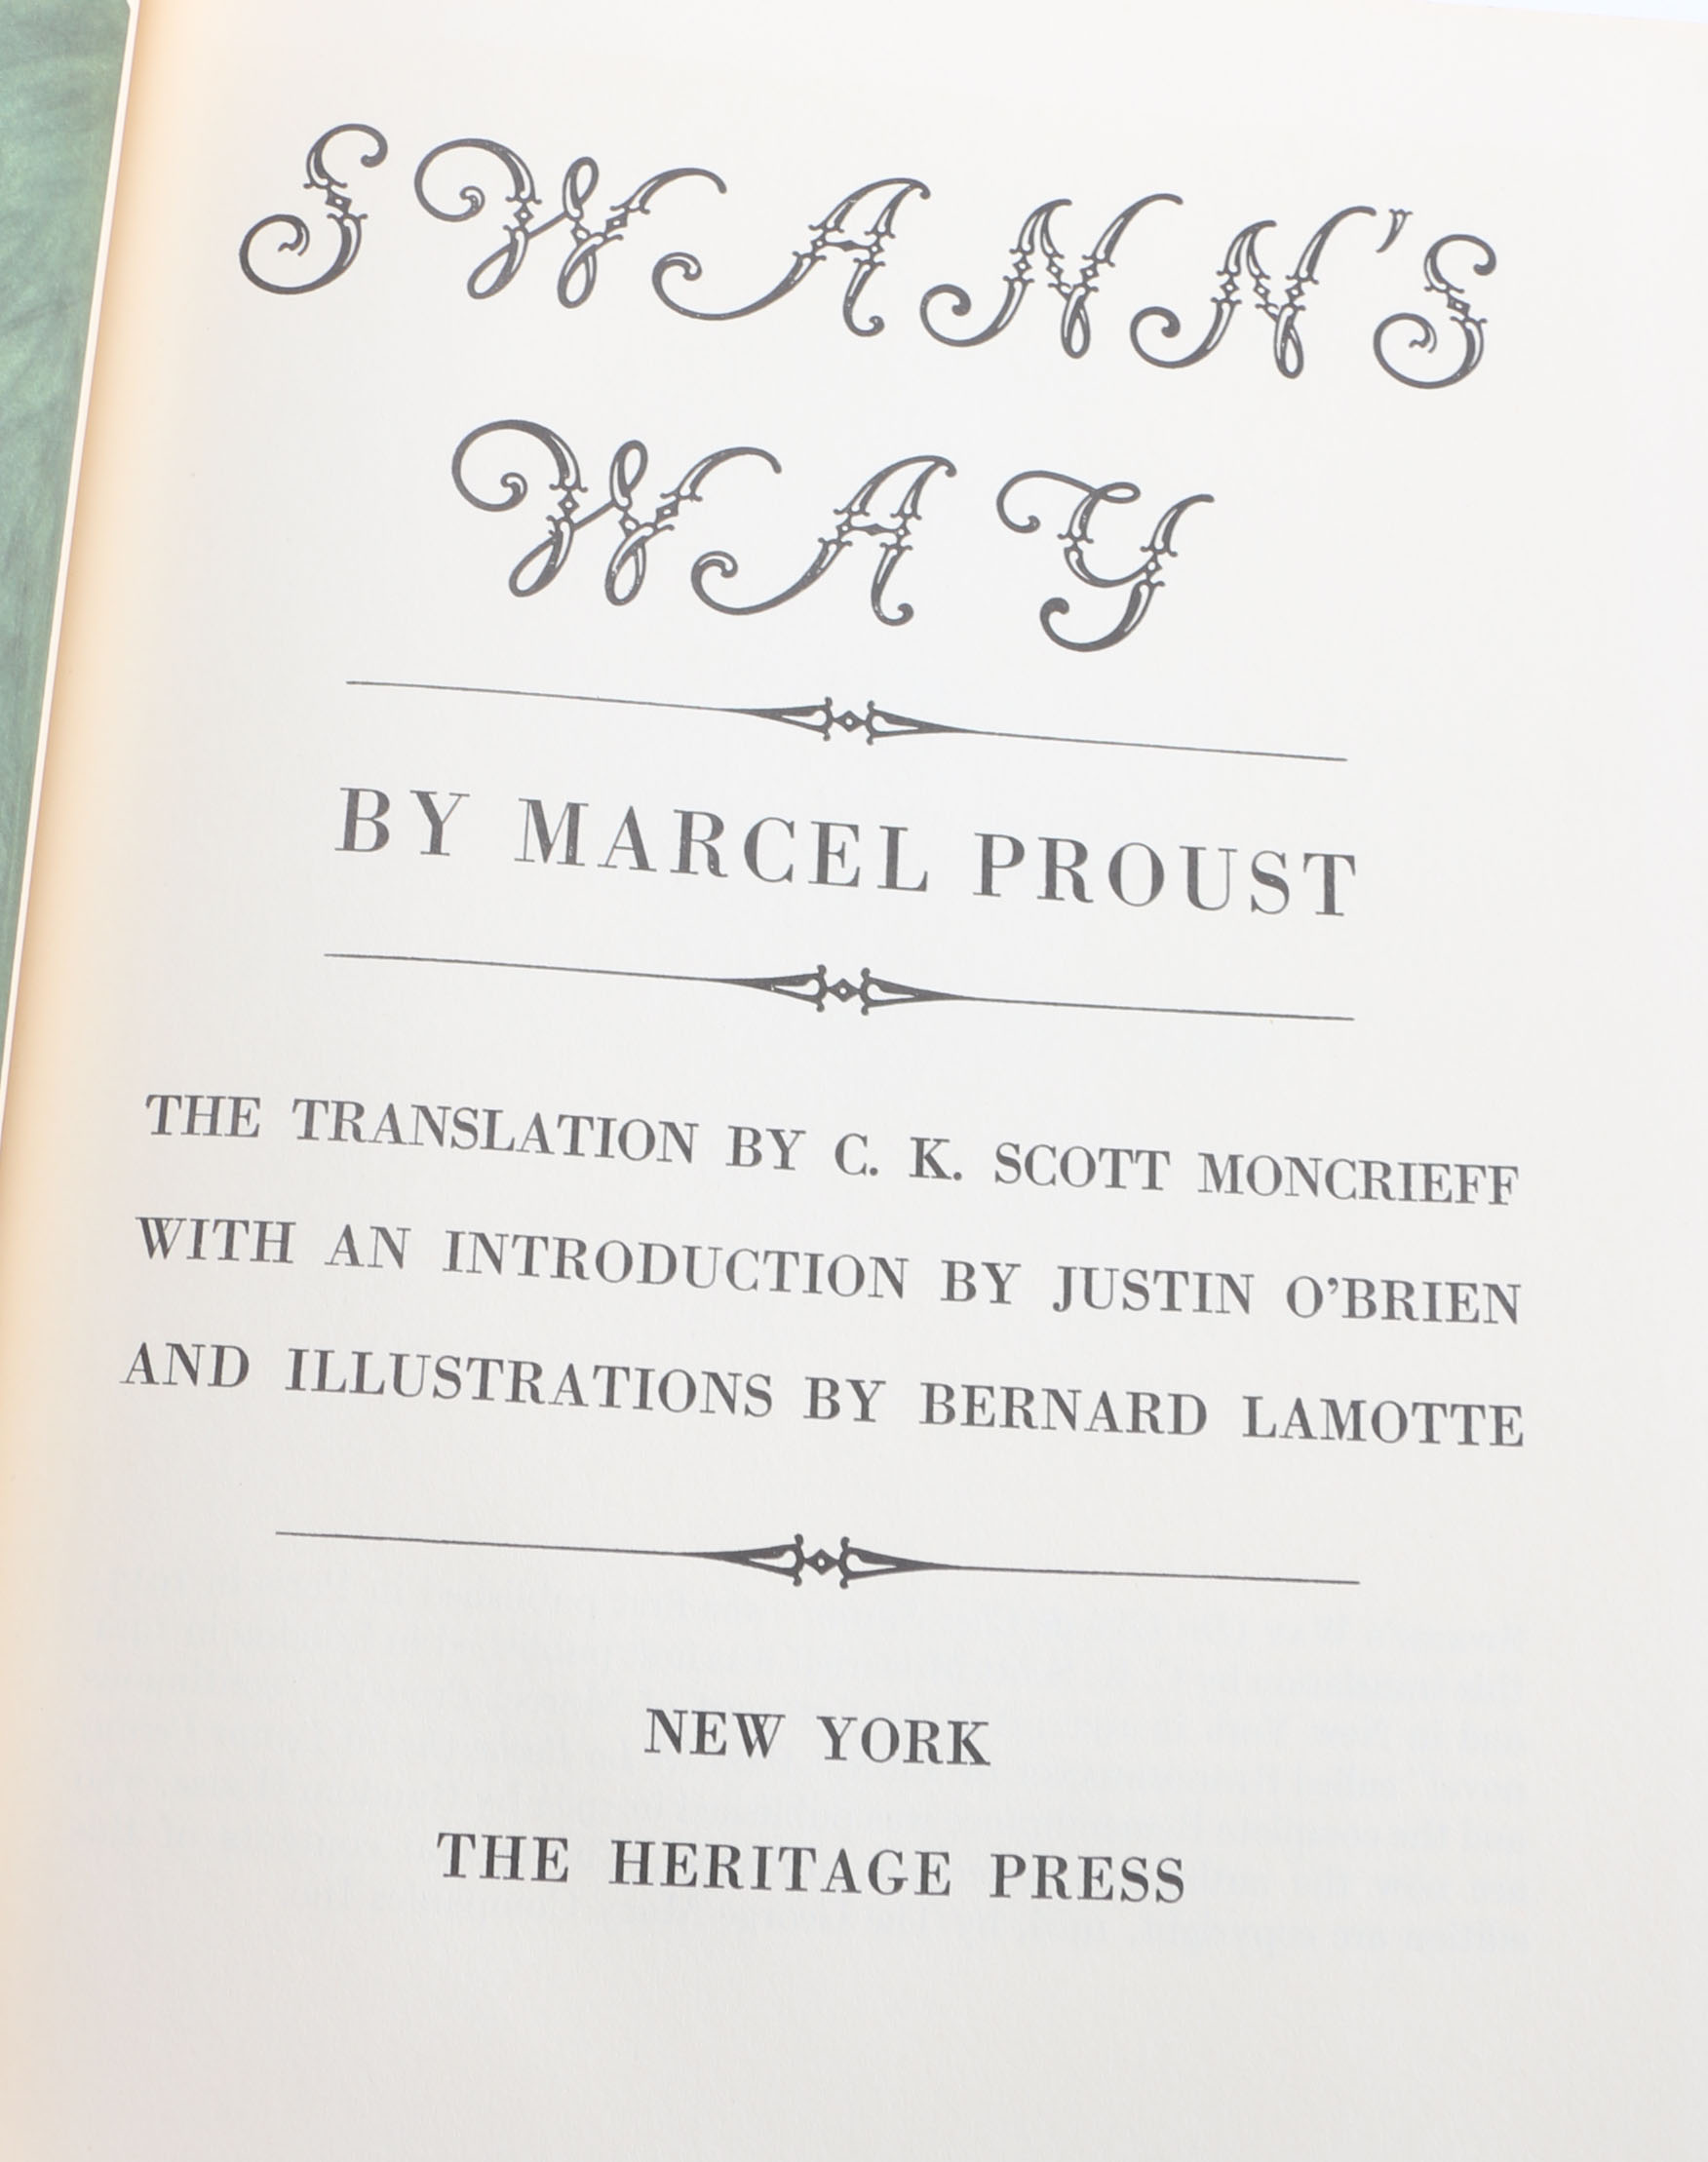 SWANN'S
WAY
BY MARCEL PROUST
THE TRANSLATION BY C. K. SCOTT MONCRIEFF
WITH AN INTRODUCTION BY JUSTIN O'BRIEN
AND ILLUSTRATIONS BY BERNARD LAMOTTE
NEW YORK
THE HERITAGE PRESS